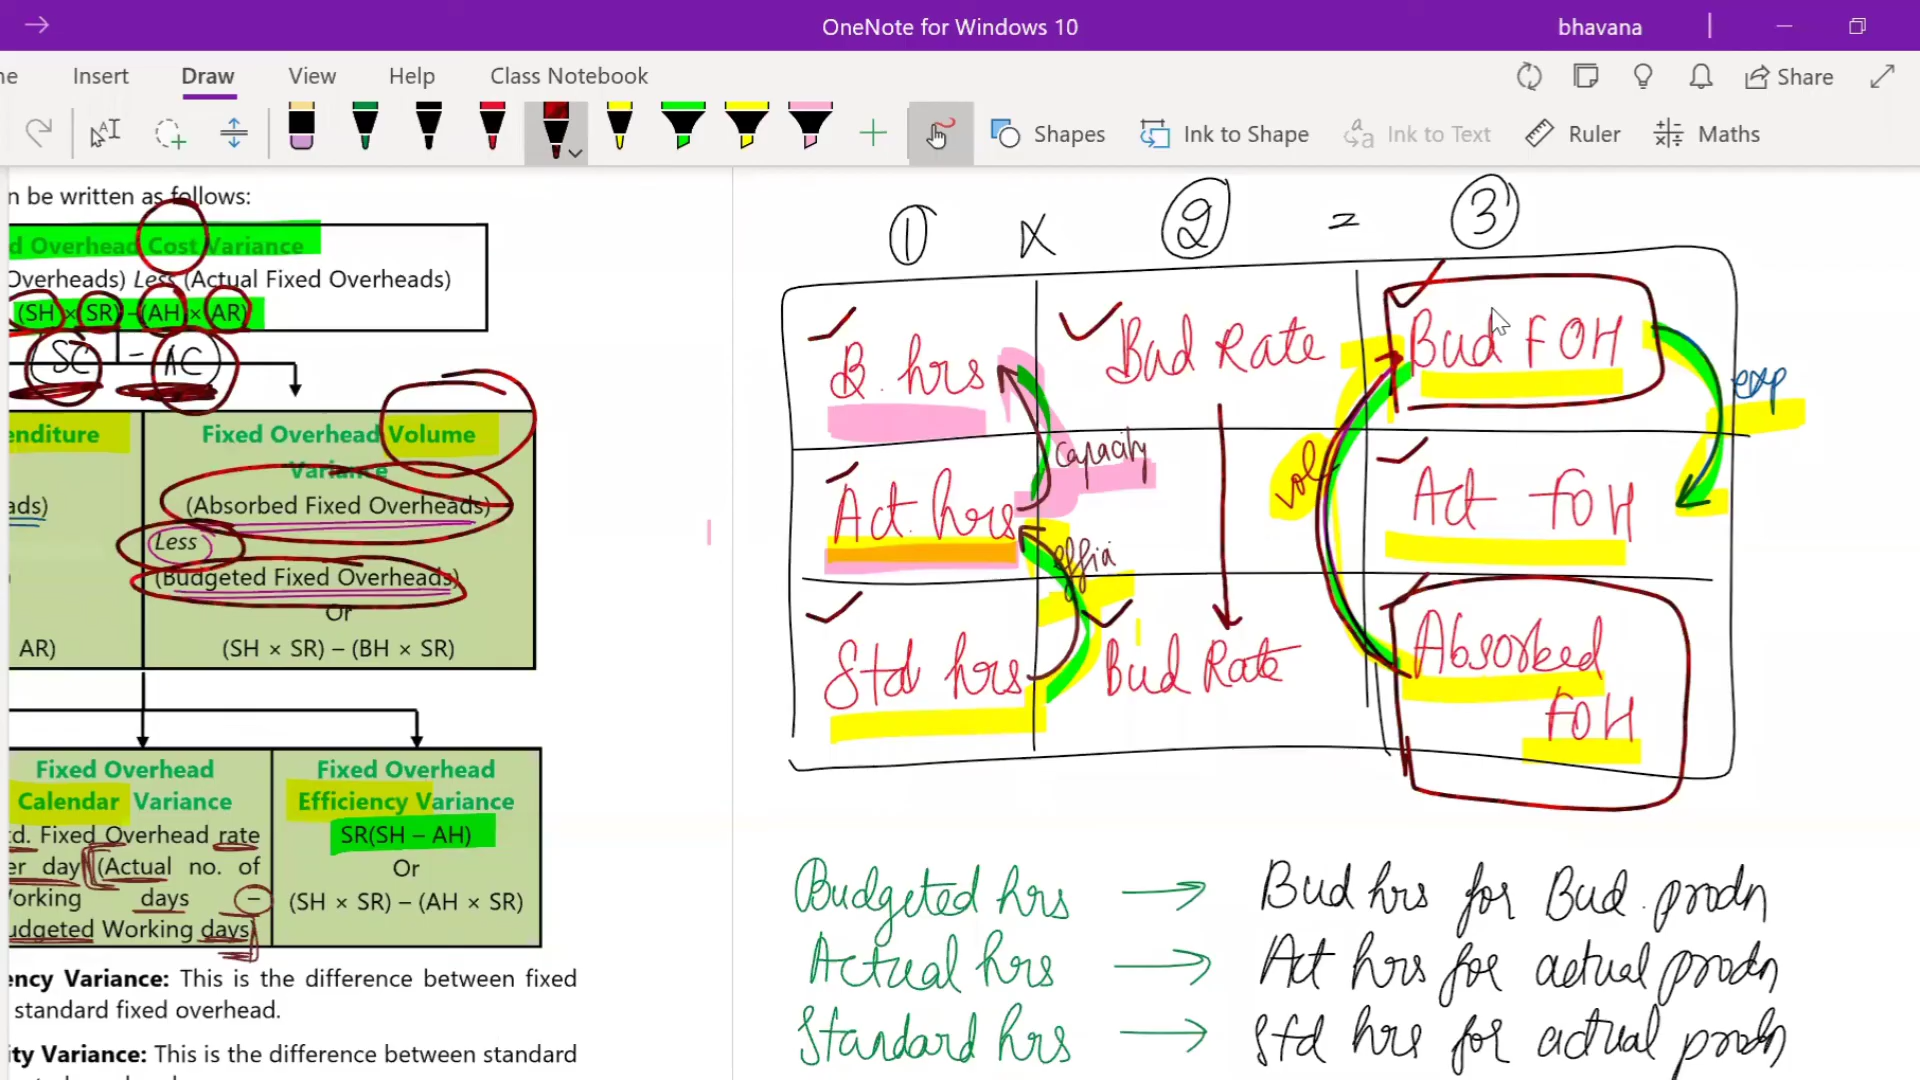 OneNote for Windows 10
bhavana
Insert Draw View Help Class Notebook
Share
Shapes Ink to Shape Ink to Text Ruler Maths
n be written as follows:
d Overhead Cost Variance
Overheads) Less (Actual Fixed Overheads)
(SH × SR) – (AH × AR)
SC – AC
enditure
Fixed Overhead Volume
Variance
ads)
(Absorbed Fixed Overheads)
Less
(Budgeted Fixed Overheads)
Or
AR)
(SH × SR) – (BH × SR)
Fixed Overhead
Calendar Variance
td. Fixed Overhead rate
er day (Actual no. of
orking days –
udgeted Working days)
Fixed Overhead
Efficiency Variance
SR(SH – AH)
Or
(SH × SR) – (AH × SR)
ency Variance: This is the difference between fixed
standard fixed overhead.
ity Variance: This is the difference between standard
① × ② = ③
B. hrs Bud Rate Bud FOH
exp
capacity
vol
Act. hrs Act FOH
effi
Std hrs Bud Rate Absorbed
FOH
Budgeted hrs → Bud hrs for Bud. prodn
Actual hrs → Act hrs for actual prodn
Standard hrs → Std hrs for actual prodn